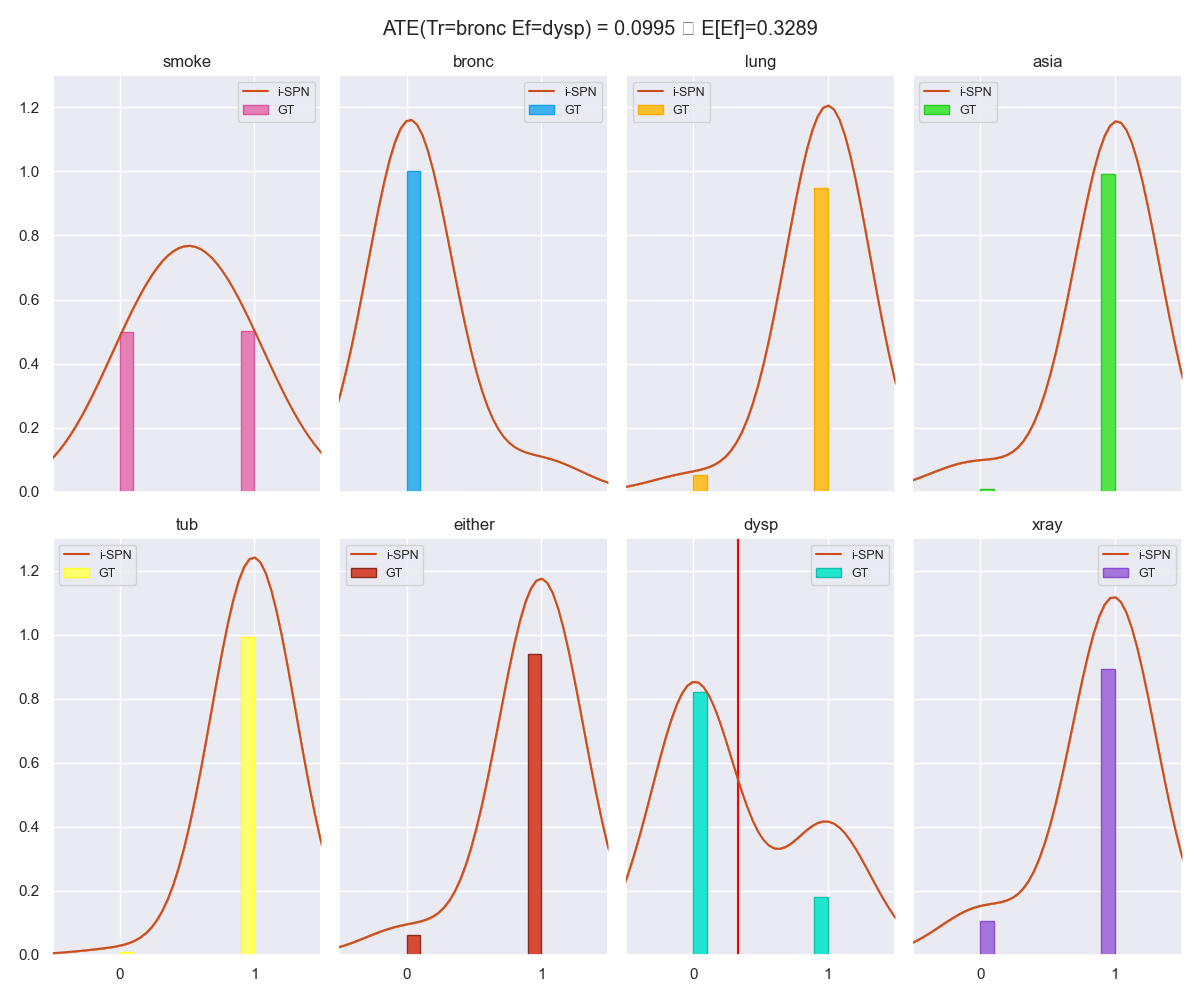 ATE(Tr=bronc Ef=dysp) = 0.0995 □ E[Ef]=0.3289
smoke
bronc
lung
asia
i-SPN
GT
i-SPN
GT
i-SPN
GT
i-SPN
GT
1.2
1.0
0.8
0.6
0.4
0.2
0.0
tub
either
dysp
xray
i-SPN
GT
i-SPN
GT
i-SPN
GT
i-SPN
GT
1.2
1.0
0.8
0.6
0.4
0.2
0.0
0 1
0 1
0 1
0 1